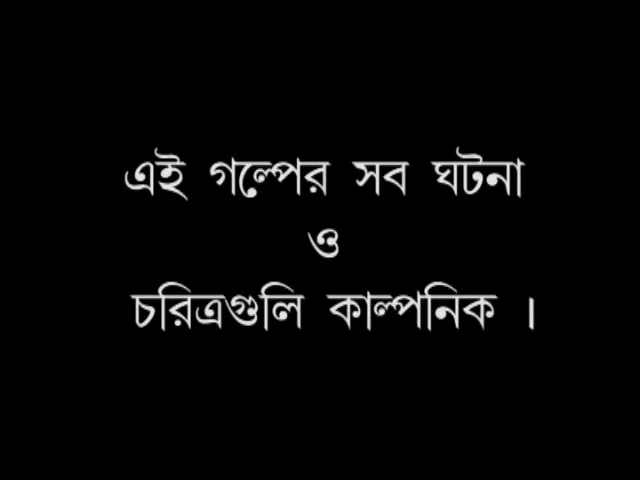 এই গল্পের সব ঘটনা
ও
চরিত্রগুলি কাল্পনিক ।